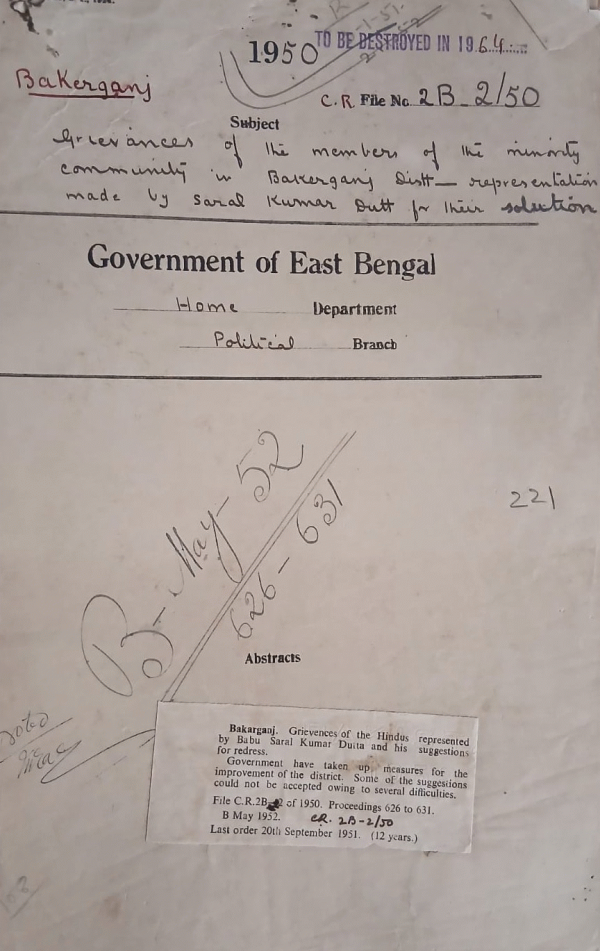 1950 TO BE DESTROYED IN 1964
Bakerganj
C.R File No. 2B-2/50
Subject
Grievances of the members of the minority
community in Bakerganj Distt— representation
made by Saral Kumar Dutt for their solution
Government of East Bengal
Home Department
Political Branch
B-May-52
626-631
221
Abstracts
Bakarganj. Grievences of the Hindus represented
by Babu Saral Kumar Dutta and his suggestions
for redress.
Government have taken up measures for the
improvement of the district. Some of the suggestions
could not be accepted owing to several difficulties.
File C.R.2B-2 of 1950. Proceedings 626 to 631.
B May 1952. CR. 2B-2/50
Last order 20th September 1951. (12 years.)